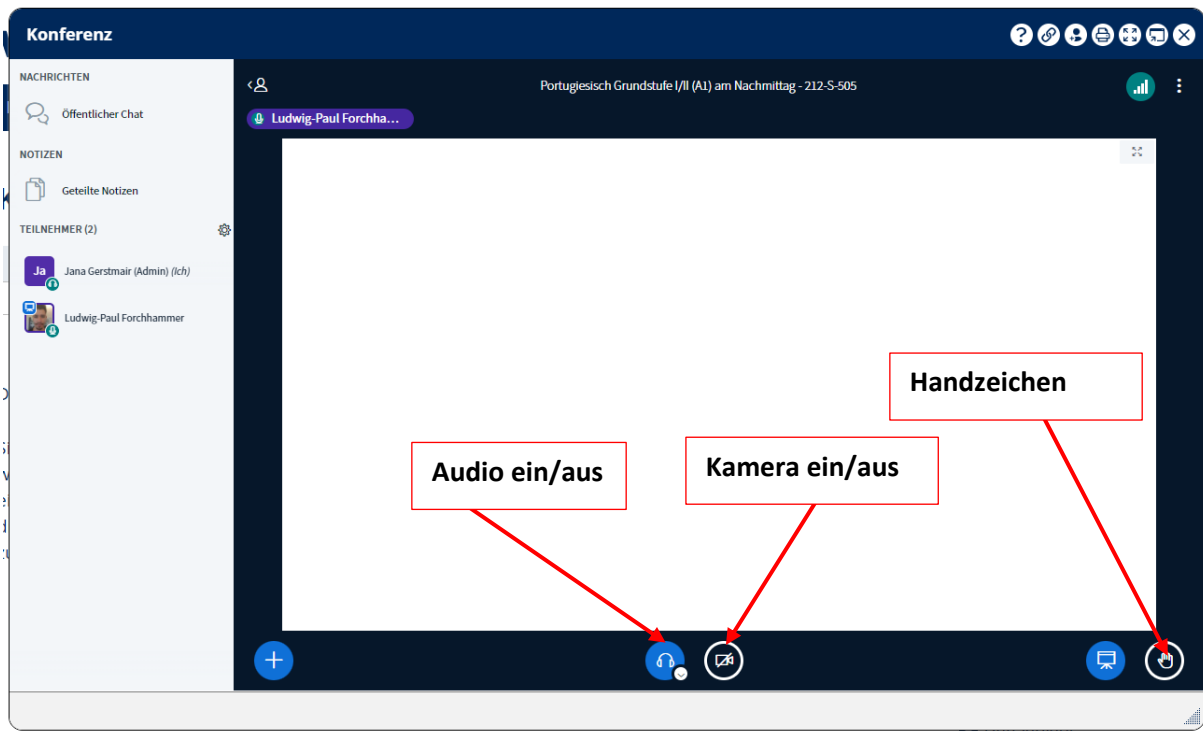 Konferenz
NACHRICHTEN
Öffentlicher Chat
NOTIZEN
Geteilte Notizen
TEILNEHMER (2)
Ja
Jana Gerstmair (Admin) (Ich)
Ludwig-Paul Forchhammer
Portugiesisch Grundstufe I/II (A1) am Nachmittag - 212-S-505
Ludwig-Paul Forchha...
Handzeichen
Audio ein/aus
Kamera ein/aus